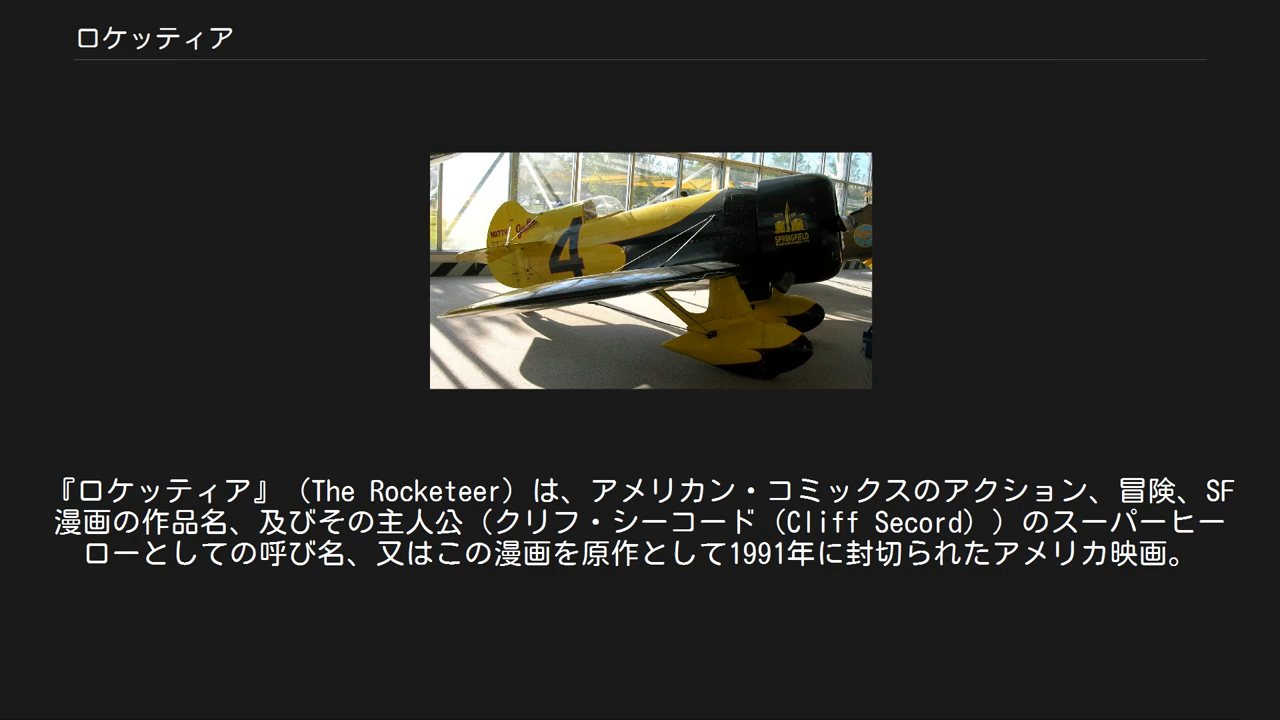 ロケッティア
4
CITY OF
SPRINGFIELD
『ロケッティア』（The Rocketeer）は、アメリカン・コミックスのアクション、冒険、SF
漫画の作品名、及びその主人公（クリフ・シーコード（Cliff Secord））のスーパーヒー
ローとしての呼び名、又はこの漫画を原作として1991年に封切られたアメリカ映画。